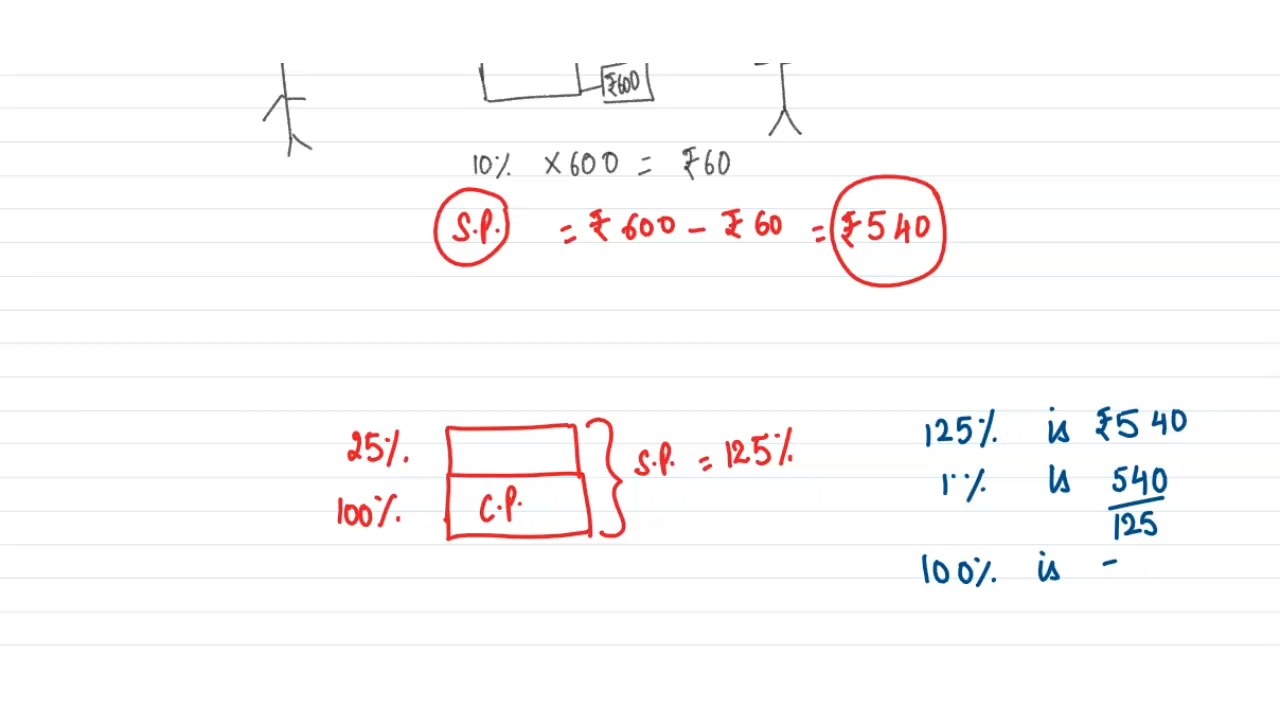 ₹600
10% × 600 = ₹60
S.P. = ₹ 600 - ₹ 60 = ₹540
125% is ₹540
25%
S.P. = 125%
1% is 540/125
100% C.P.
100% is